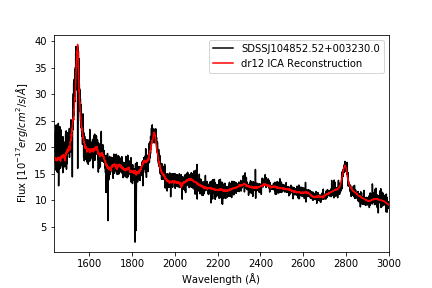 SDSSJ104852.52+003230.0
dr12 ICA Reconstruction
Flux [10⁻¹⁷erg/cm²/s/Å]
40
35
30
25
20
15
10
5
1600 1800 2000 2200 2400 2600 2800 3000
Wavelength (Å)